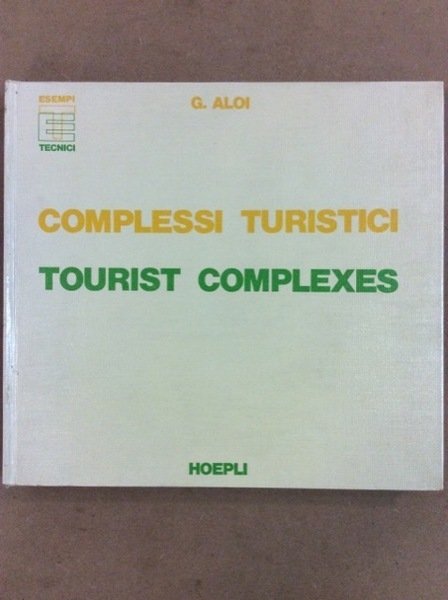 ESEMPI
TECNICI
G. ALOI
COMPLESSI TURISTICI
TOURIST COMPLEXES
HOEPLI